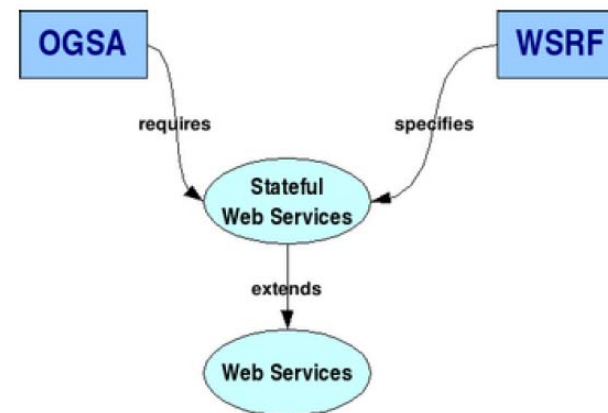 OGSA
WSRF
requires
specifies
Stateful
Web Services
extends
Web Services